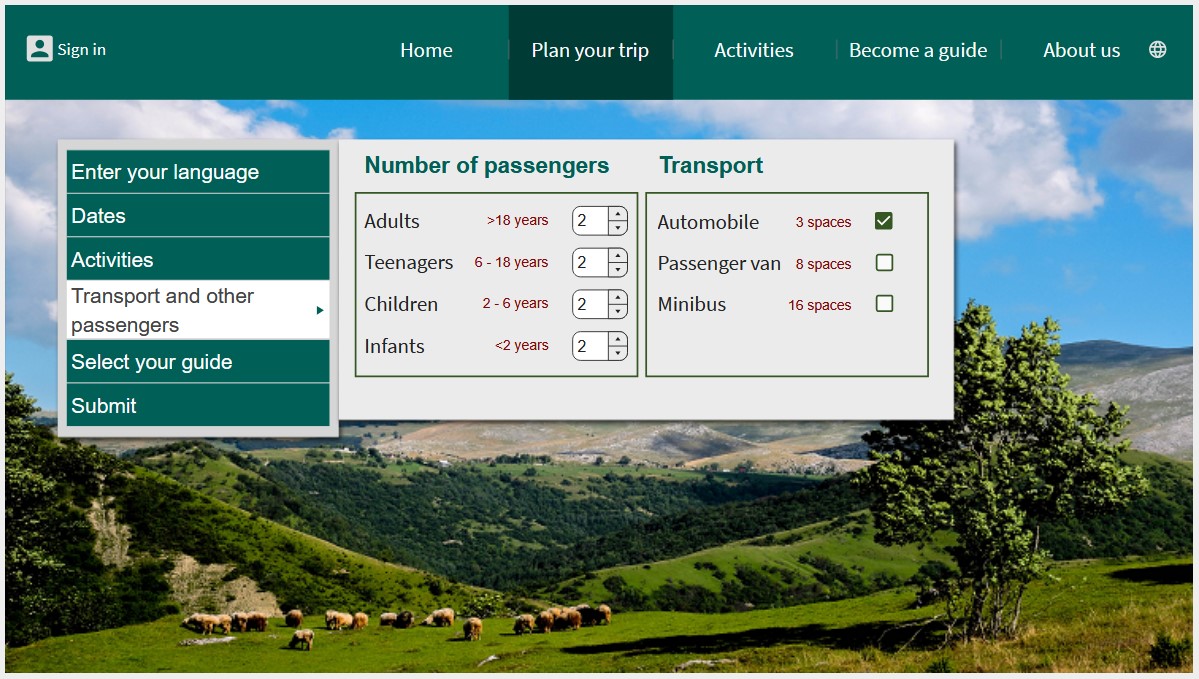 Sign in
Home
Plan your trip
Activities
Become a guide
About us
Enter your language
Dates
Activities
Transport and other
passengers
Select your guide
Submit
Number of passengers
Adults >18 years 2
Teenagers 6 - 18 years 2
Children 2 - 6 years 2
Infants <2 years 2
Transport
Automobile 3 spaces
Passenger van 8 spaces
Minibus 16 spaces